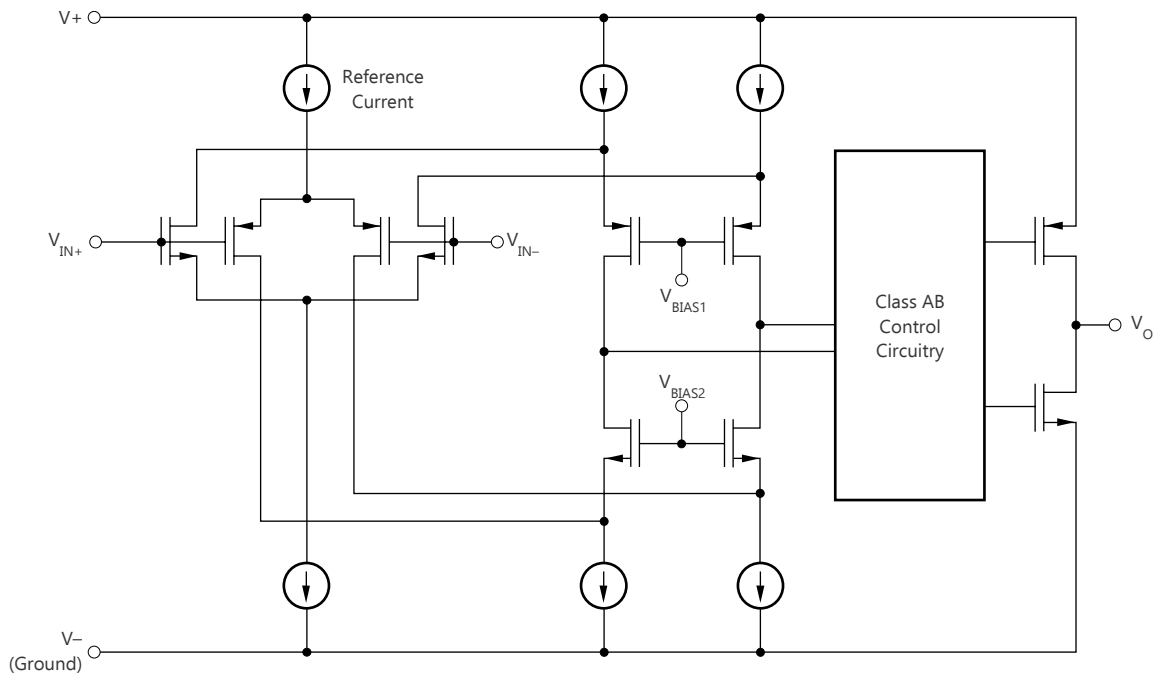 V+
Reference
Current
V_IN+
V_IN–
V_BIAS1
V_BIAS2
Class AB
Control
Circuitry
V_O
V–
(Ground)